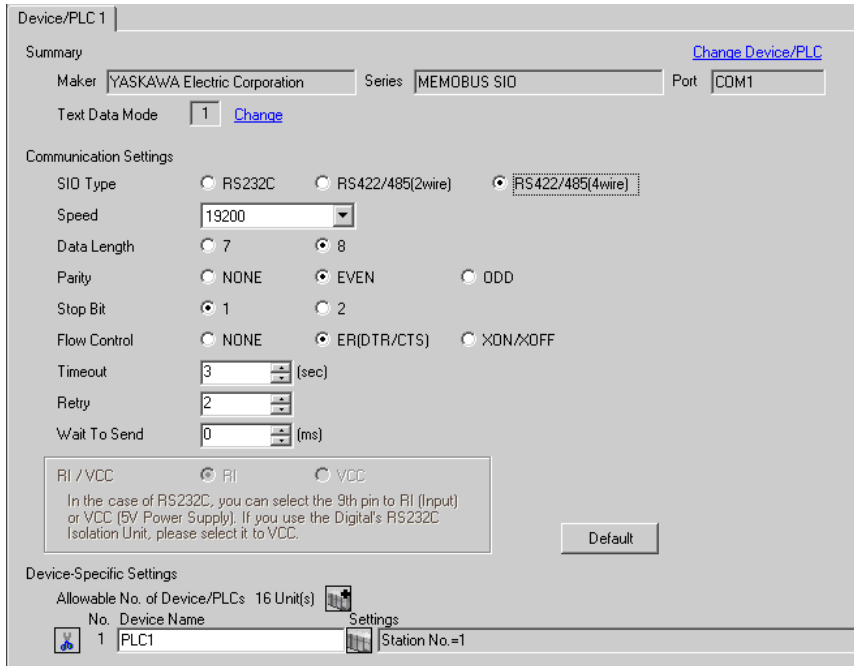 Device/PLC 1
Summary
Change Device/PLC
Maker YASKAWA Electric Corporation Series MEMOBUS SIO Port COM1
Text Data Mode 1 Change
Communication Settings
SIO Type RS232C RS422/485(2wire) RS422/485(4wire)
Speed 19200
Data Length 7 8
Parity NONE EVEN ODD
Stop Bit 1 2
Flow Control NONE ER(DTR/CTS) XON/XOFF
Timeout 3 (sec)
Retry 2
Wait To Send 0 (ms)
RI / VCC RI VCC
In the case of RS232C, you can select the 9th pin to RI (Input)
or VCC (5V Power Supply). If you use the Digital's RS232C
Isolation Unit, please select it to VCC.
Default
Device-Specific Settings
Allowable No. of Device/PLCs 16 Unit(s)
No. Device Name Settings
1 PLC1 Station No.=1